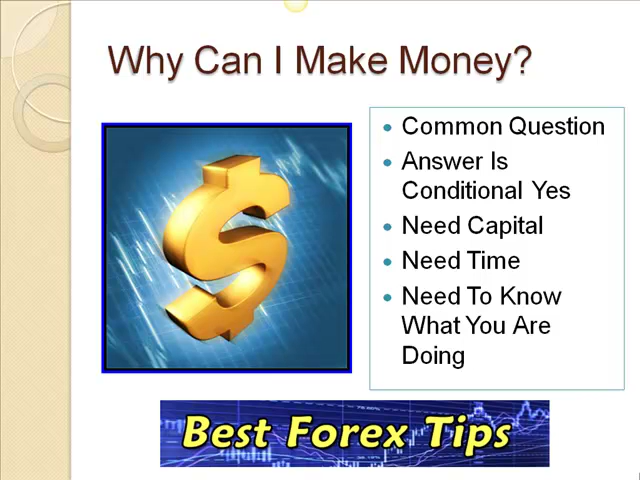 Why Can I Make Money?
Common Question
Answer Is
Conditional Yes
Need Capital
Need Time
Need To Know
What You Are
Doing
Best Forex Tips